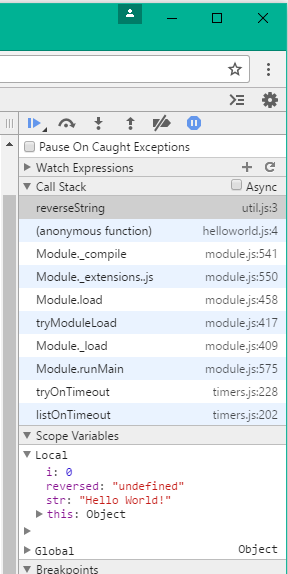 Pause On Caught Exceptions
Watch Expressions
Call Stack Async
reverseString util.js:3
(anonymous function) helloworld.js:4
Module._compile module.js:541
Module._extensions..js module.js:550
Module.load module.js:458
tryModuleLoad module.js:417
Module._load module.js:409
Module.runMain module.js:575
tryOnTimeout timers.js:228
listOnTimeout timers.js:202
Scope Variables
Local
i: 0
reversed: "undefined"
str: "Hello World!"
this: Object
Global Object
Breakpoints